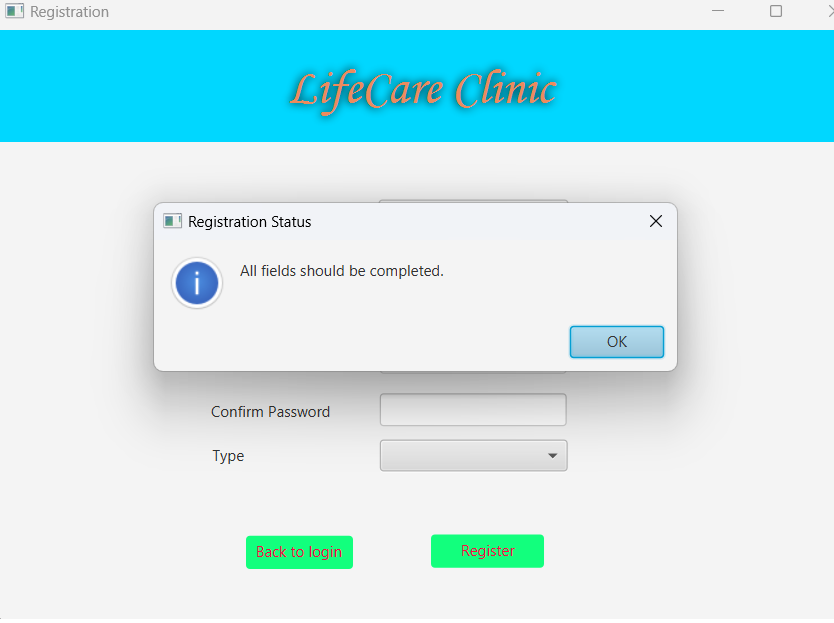 Registration
LifeCare Clinic
Registration Status
i
All fields should be completed.
OK
Confirm Password
Type
Back to login
Register